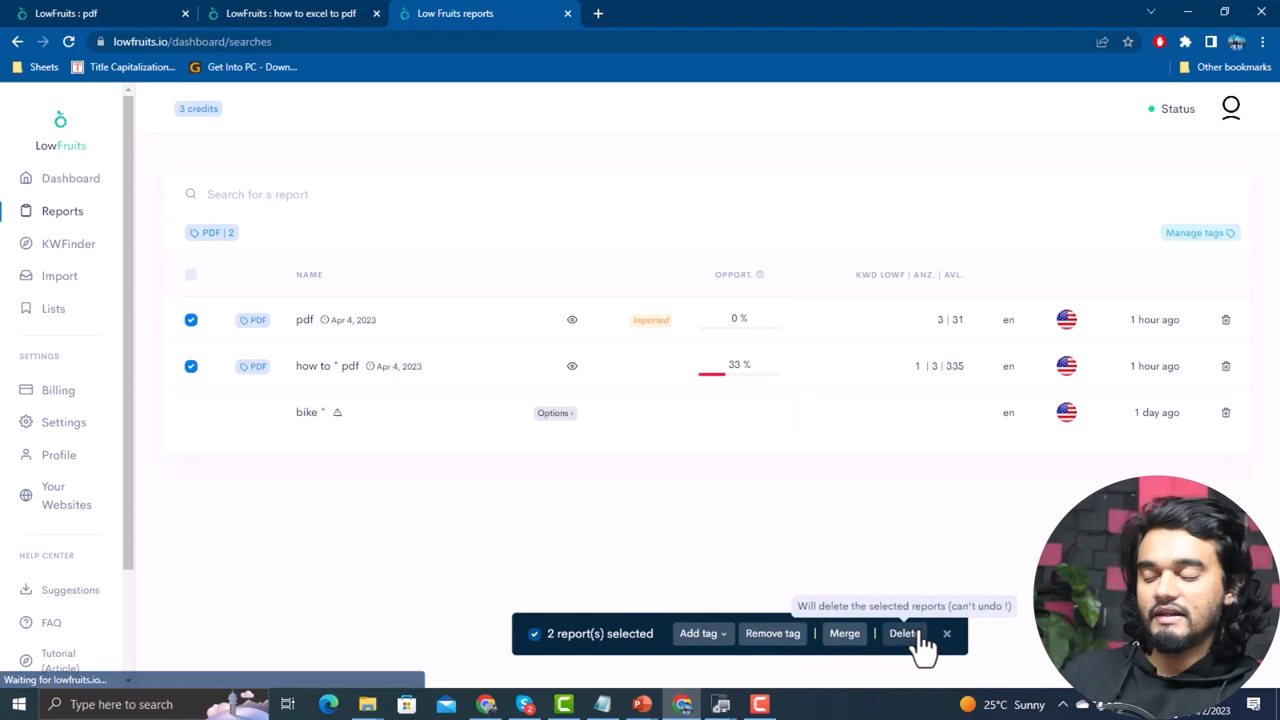 LowFruits : pdf
LowFruits : how to excel to pdf
Low Fruits reports
lowfruits.io/dashboard/searches
Sheets
Title Capitalization...
Get Into PC - Down...
Other bookmarks
LowFruits
3 credits
Status
Dashboard
Reports
KWFinder
Import
Lists
SETTINGS
Billing
Settings
Profile
Your
Websites
HELP CENTER
Suggestions
FAQ
Tutorial
(Article)
Search for a report
PDF | 2
Manage tags
NAME
OPPORT.
KWD LOWF | ANZ. | AVL.
PDF
pdf
Apr 4, 2023
Imported
0 %
3 | 31
en
1 hour ago
PDF
how to * pdf
Apr 4, 2023
33 %
1 | 3 | 335
en
1 hour ago
bike *
Options ›
en
1 day ago
Will delete the selected reports (can't undo !)
2 report(s) selected
Add tag
Remove tag
|
Merge
|
Waiting for lowfruits.io...
Type here to search
25°C Sunny